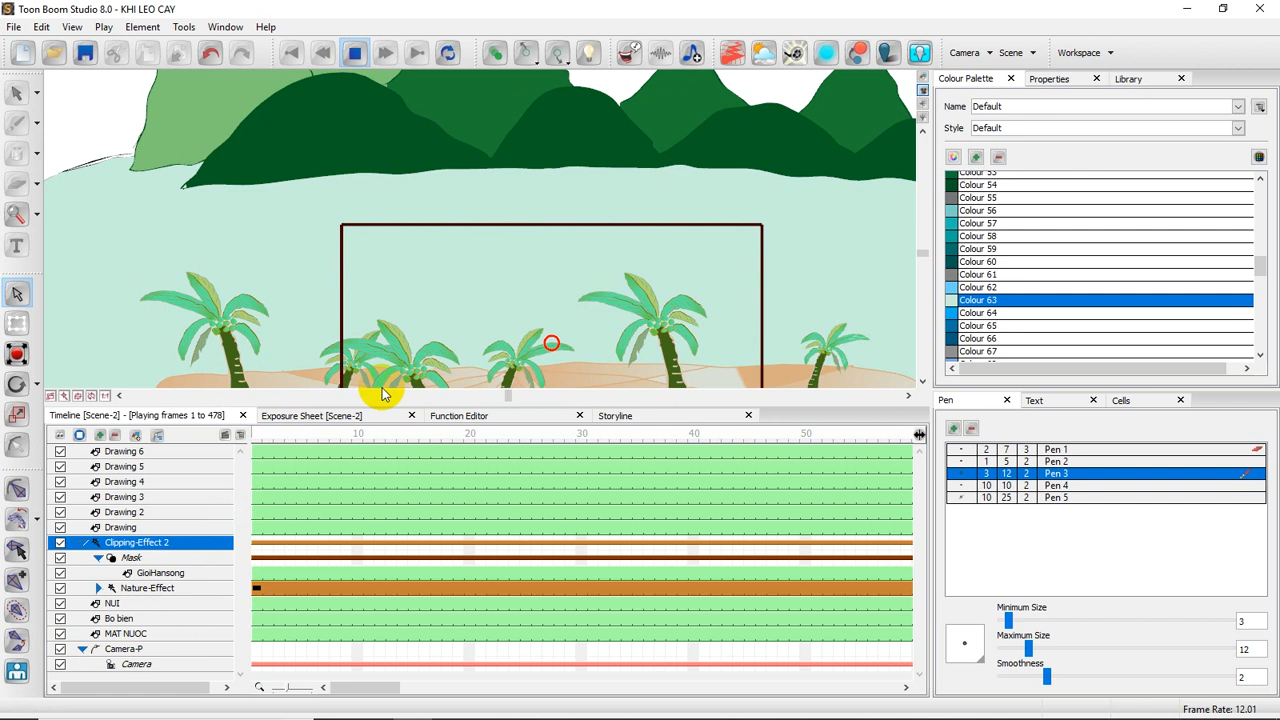 Toon Boom Studio 8.0 - KHI LEO CAY
File Edit View Play Element Tools Window Help
Camera Scene Workspace
Colour Palette Properties Library
Name Default
Style Default
Colour 53
Colour 54
Colour 55
Colour 56
Colour 57
Colour 58
Colour 59
Colour 60
Colour 61
Colour 62
Colour 63
Colour 64
Colour 65
Colour 66
Colour 67
Pen Text Cells
2 7 3 Pen 1
1 5 2 Pen 2
3 12 2 Pen 3
10 10 2 Pen 4
10 25 2 Pen 5
Minimum Size
3
Maximum Size
12
Smoothness
2
Timeline [Scene-2] - [Playing frames 1 to 478] Exposure Sheet [Scene-2] Function Editor Storyline
10 20 30 40 50
Drawing 6
Drawing 5
Drawing 4
Drawing 3
Drawing 2
Drawing
Clipping-Effect 2
Mask
GioiHansong
Nature-Effect
NUI
Bo bien
MAT NUOC
Camera-P
Camera
Frame Rate: 12.01